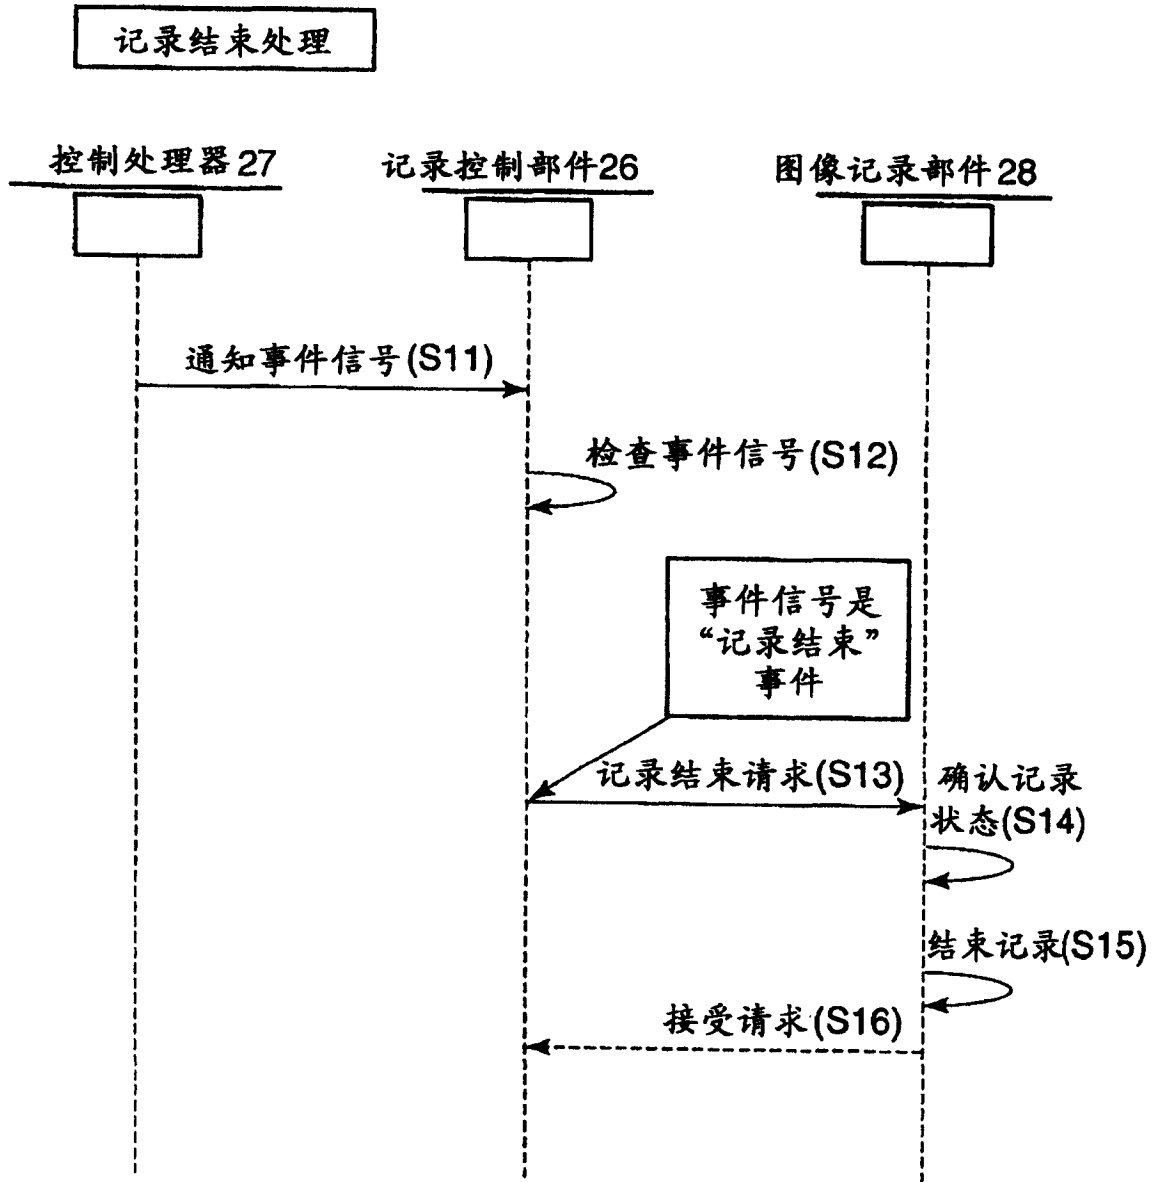 记录结束处理
控制处理器27
记录控制部件26
图像记录部件28
通知事件信号(S11)
检查事件信号(S12)
事件信号是
“记录结束”
事件
记录结束请求(S13)
确认记录
状态(S14)
结束记录(S15)
接受请求(S16)